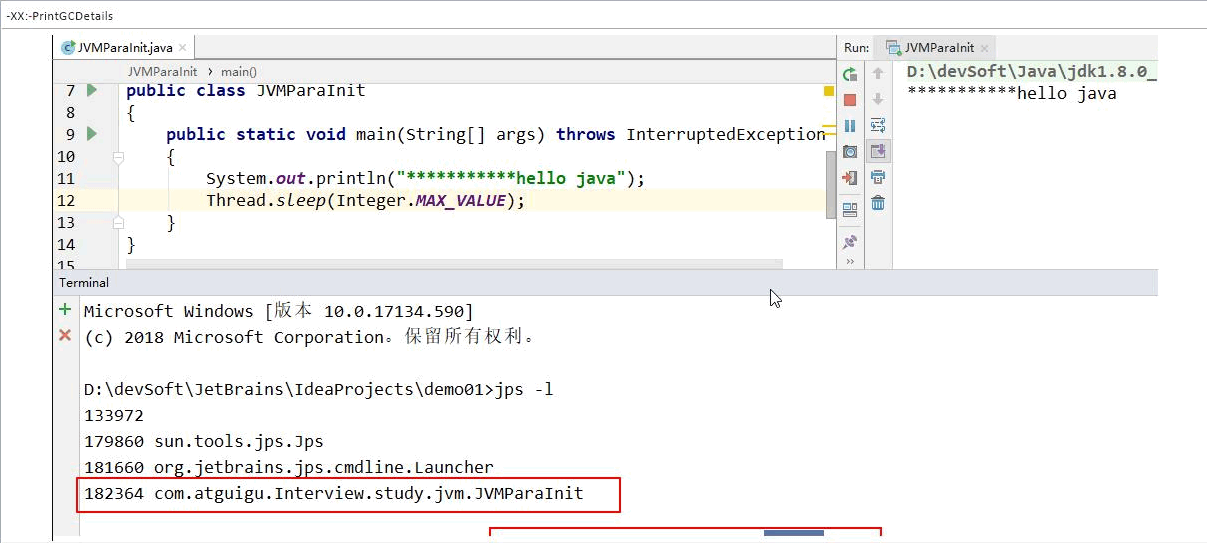 -XX:-PrintGCDetails
JVMParaInit.java
Run: JVMParaInit
JVMParaInit › main()
7 public class JVMParaInit
8 {
9 public static void main(String[] args) throws InterruptedException
10 {
11 System.out.println("***********hello java");
12 Thread.sleep(Integer.MAX_VALUE);
13 }
14 }
15
D:\devSoft\Java\jdk1.8.0_
***********hello java
Terminal
Microsoft Windows [版本 10.0.17134.590]
(c) 2018 Microsoft Corporation。保留所有权利。
D:\devSoft\JetBrains\IdeaProjects\demo01>jps -l
133972
179860 sun.tools.jps.Jps
181660 org.jetbrains.jps.cmdline.Launcher
182364 com.atguigu.Interview.study.jvm.JVMParaInit